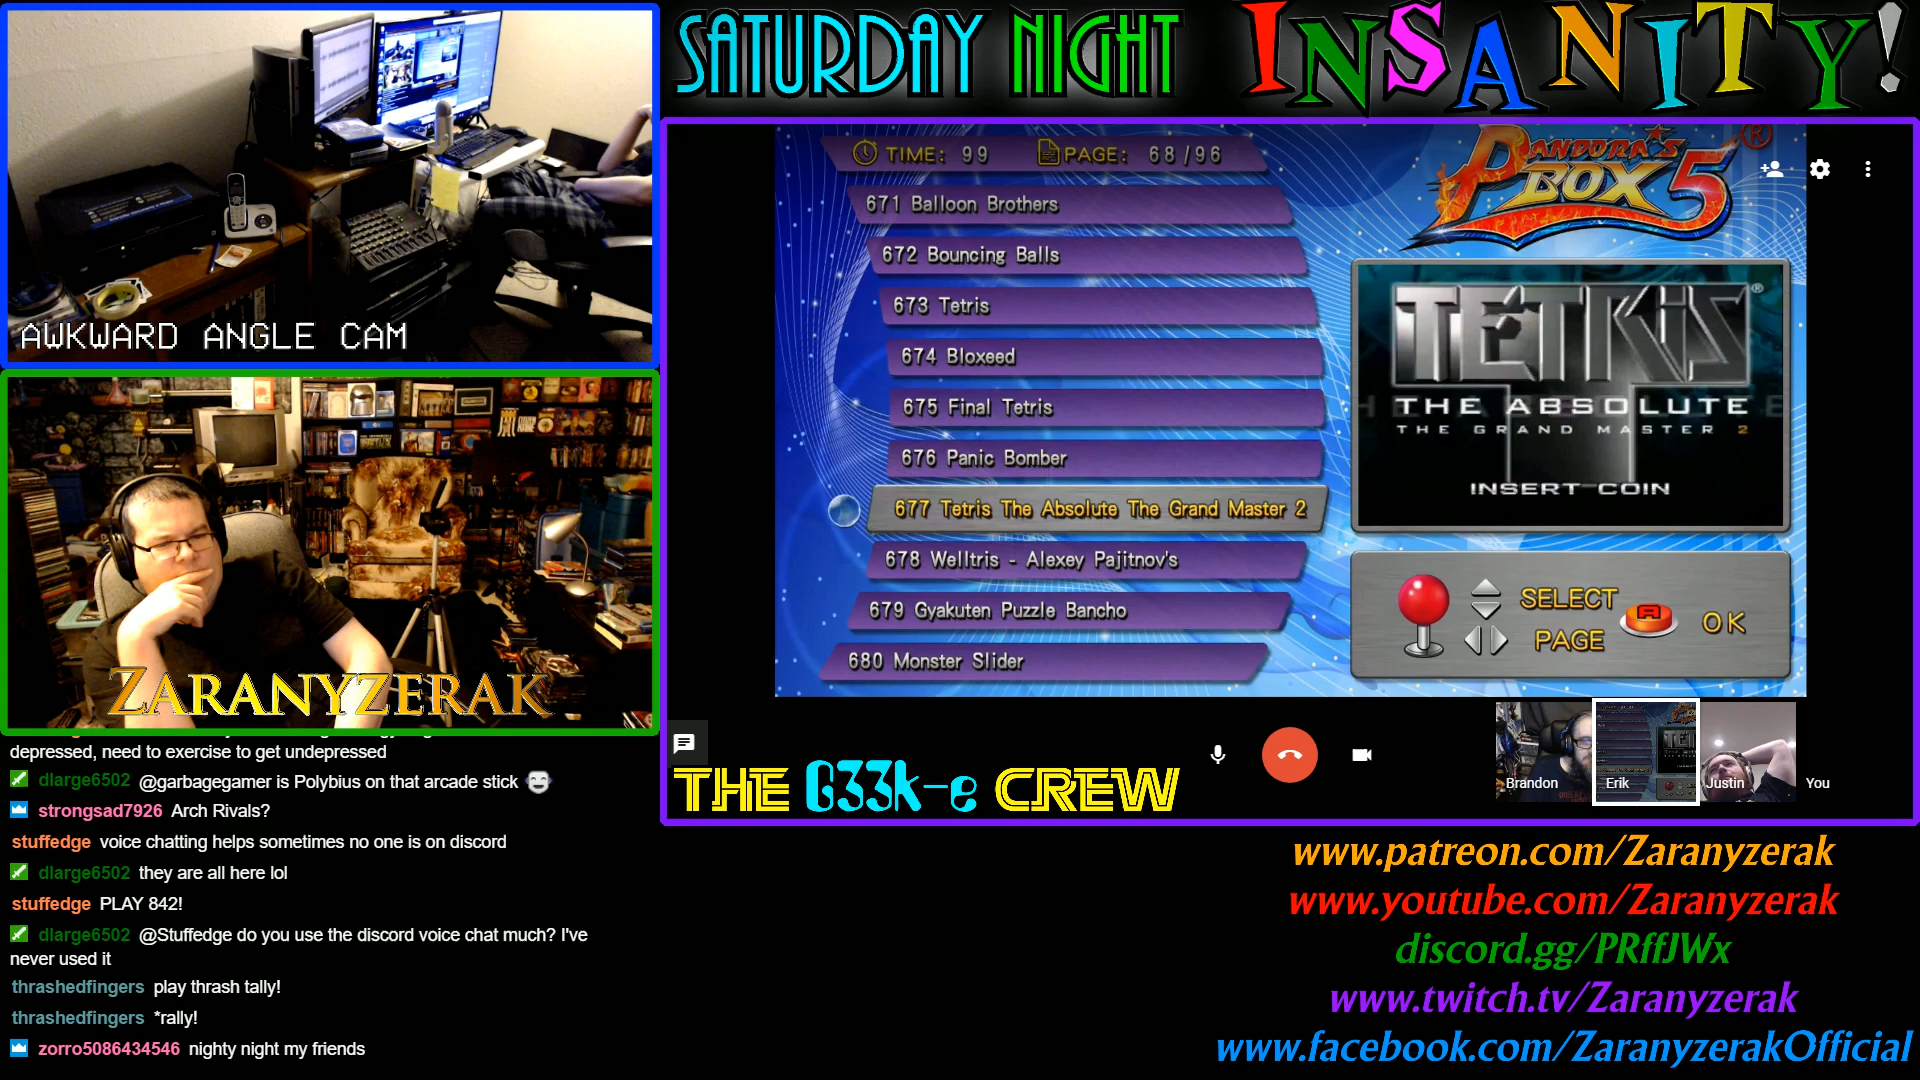 SATURDAY NIGHT INSANITY!
AWKWARD ANGLE CAM
ZARANYZERAK
TIME: 99 PAGE: 68/96
671 Balloon Brothers
672 Bouncing Balls
673 Tetris
674 Bloxeed
675 Final Tetris
676 Panic Bomber
677 Tetris The Absolute The Grand Master 2
678 Welltris - Alexey Pajitnov's
679 Gyakuten Puzzle Bancho
680 Monster Slider
PANDORA'S BOX 5 ®
TETRIS®
THE ABSOLUTE
THE GRAND MASTER 2
INSERT COIN
SELECT
PAGE
A OK
Brandon
Erik
Justin
You
THE G33k-e CREW
depressed, need to exercise to get undepressed
dlarge6502 @garbagegamer is Polybius on that arcade stick
strongsad7926 Arch Rivals?
stuffedge voice chatting helps sometimes no one is on discord
dlarge6502 they are all here lol
stuffedge PLAY 842!
dlarge6502 @Stuffedge do you use the discord voice chat much? I've
never used it
thrashedfingers play thrash tally!
thrashedfingers *rally!
zorro5086434546 nighty night my friends
www.patreon.com/Zaranyzerak
www.youtube.com/Zaranyzerak
discord.gg/PRffJWx
www.twitch.tv/Zaranyzerak
www.facebook.com/ZaranyzerakOfficial